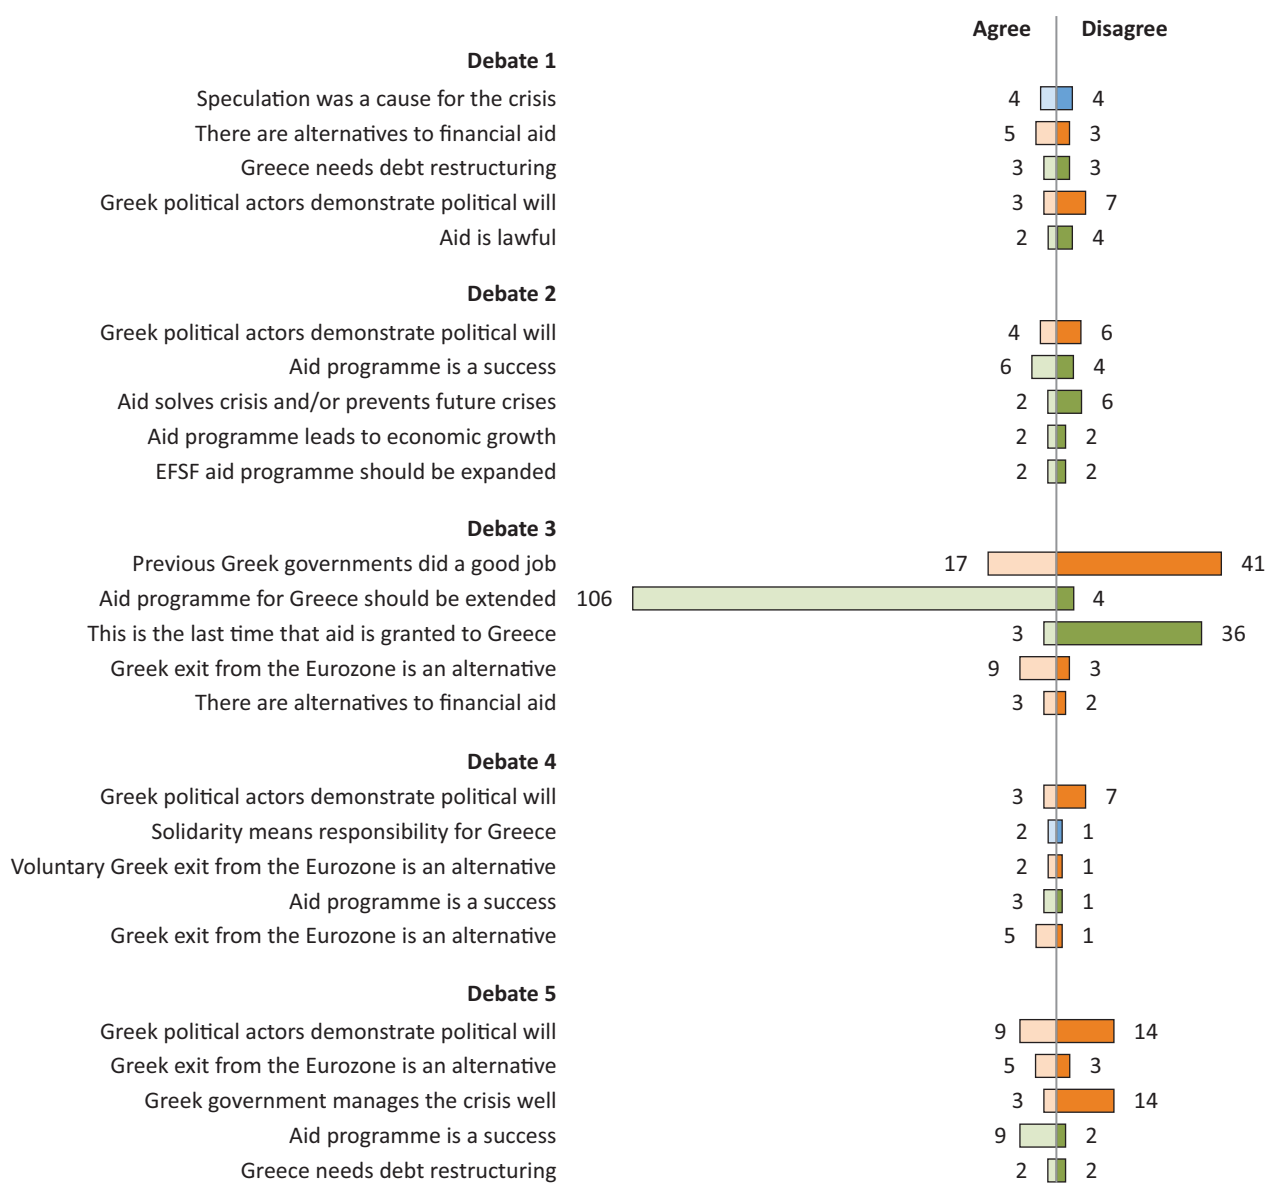 Agree Disagree
Debate 1
Speculation was a cause for the crisis 4 4
There are alternatives to financial aid 5 3
Greece needs debt restructuring 3 3
Greek political actors demonstrate political will 3 7
Aid is lawful 2 4
Debate 2
Greek political actors demonstrate political will 4 6
Aid programme is a success 6 4
Aid solves crisis and/or prevents future crises 2 6
Aid programme leads to economic growth 2 2
EFSF aid programme should be expanded 2 2
Debate 3
Previous Greek governments did a good job 17 41
Aid programme for Greece should be extended 106 4
This is the last time that aid is granted to Greece 3 36
Greek exit from the Eurozone is an alternative 9 3
There are alternatives to financial aid 3 2
Debate 4
Greek political actors demonstrate political will 3 7
Solidarity means responsibility for Greece 2 1
Voluntary Greek exit from the Eurozone is an alternative 2 1
Aid programme is a success 3 1
Greek exit from the Eurozone is an alternative 5 1
Debate 5
Greek political actors demonstrate political will 9 14
Greek exit from the Eurozone is an alternative 5 3
Greek government manages the crisis well 3 14
Aid programme is a success 9 2
Greece needs debt restructuring 2 2